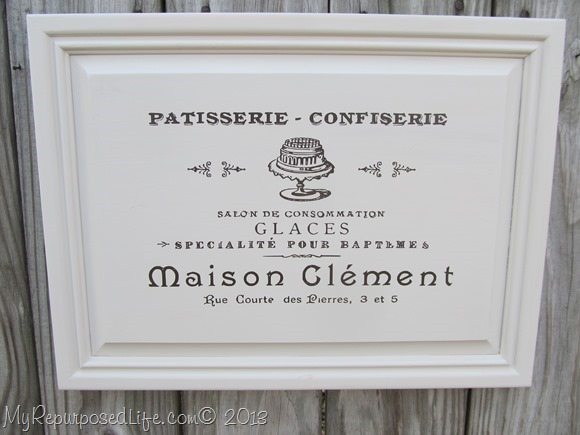 PATISSERIE - CONFISERIE
SALON DE CONSOMMATION
GLACES
SPECIALITÉ POUR BAPTEMES
Maison Clément
Rue Courte des Pierres, 3 et 5
MyRepurposedLife.com© 2013